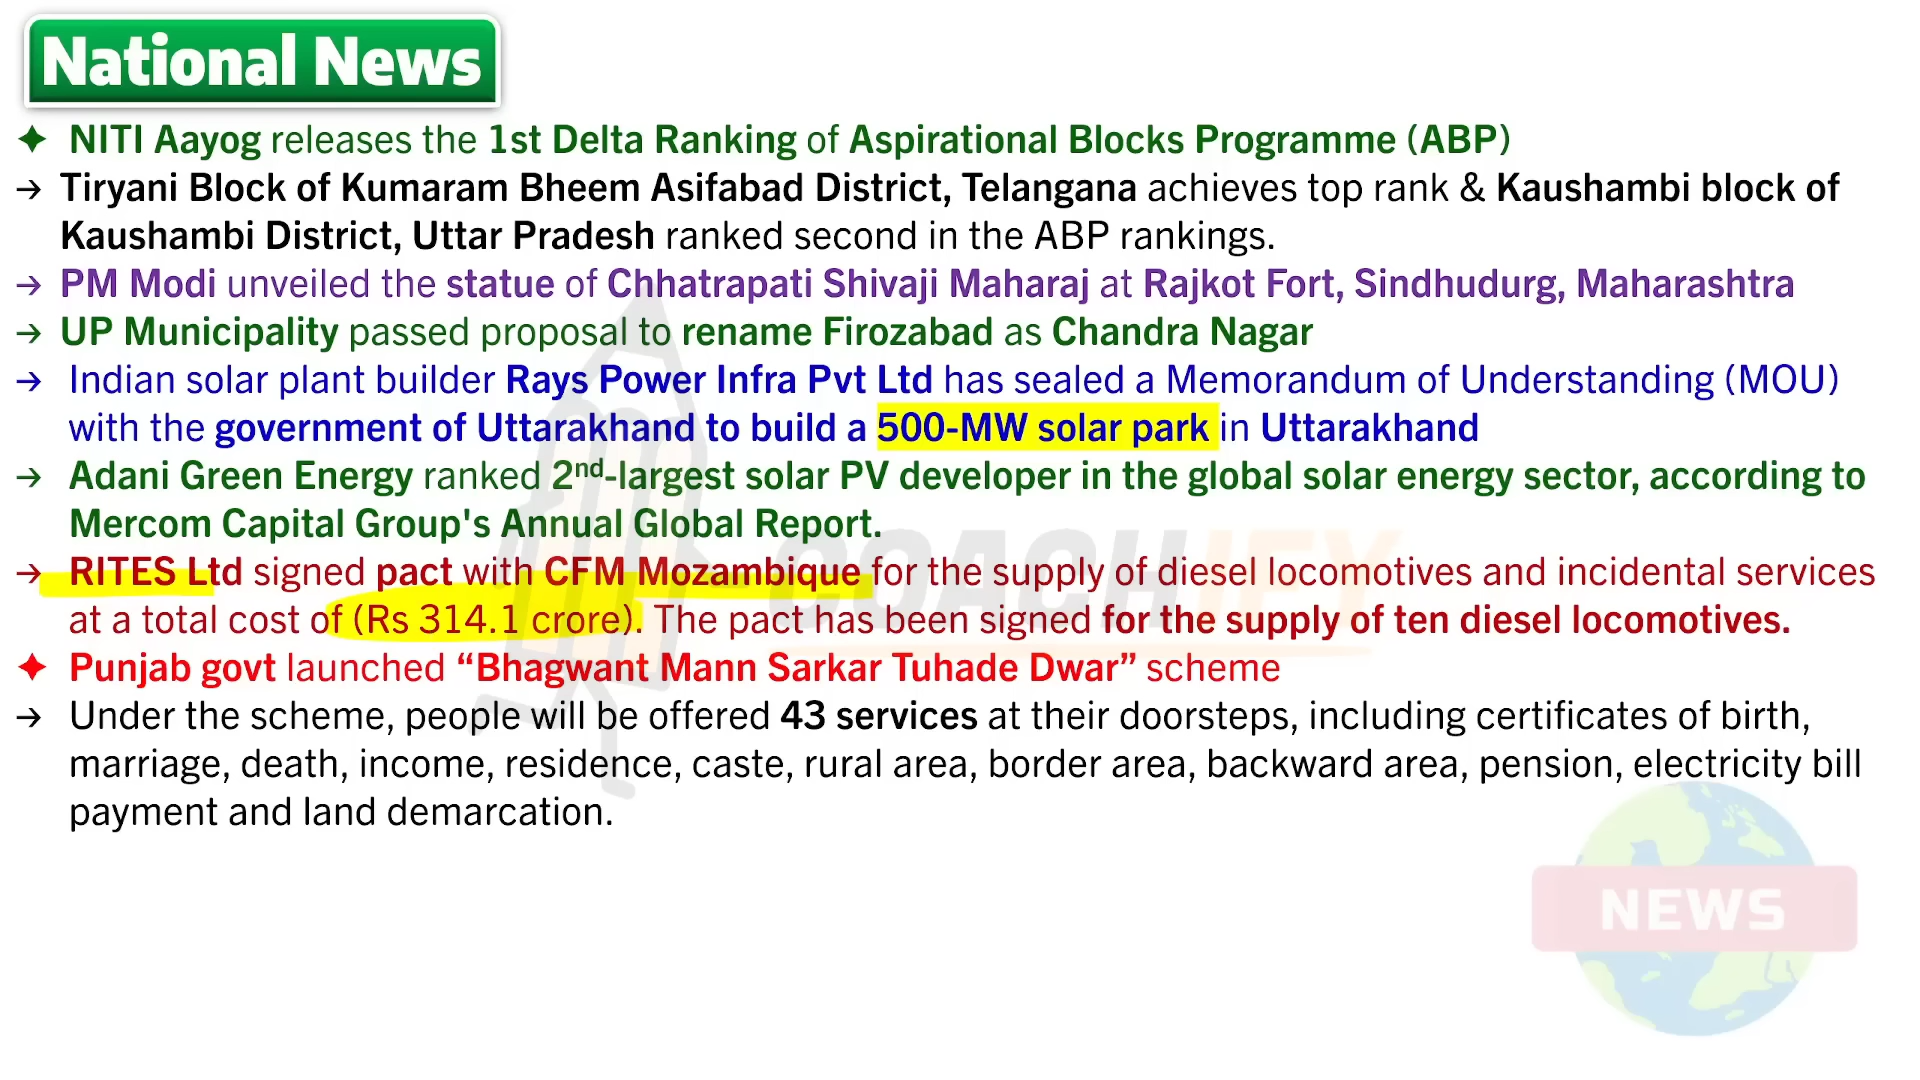 National News
✦ NITI Aayog releases the 1st Delta Ranking of Aspirational Blocks Programme (ABP)
→ Tiryani Block of Kumaram Bheem Asifabad District, Telangana achieves top rank & Kaushambi block of
Kaushambi District, Uttar Pradesh ranked second in the ABP rankings.
→ PM Modi unveiled the statue of Chhatrapati Shivaji Maharaj at Rajkot Fort, Sindhudurg, Maharashtra
→ UP Municipality passed proposal to rename Firozabad as Chandra Nagar
→ Indian solar plant builder Rays Power Infra Pvt Ltd has sealed a Memorandum of Understanding (MOU)
with the government of Uttarakhand to build a 500-MW solar park in Uttarakhand
→ Adani Green Energy ranked 2nd-largest solar PV developer in the global solar energy sector, according to
Mercom Capital Group's Annual Global Report.
→ RITES Ltd signed pact with CFM Mozambique for the supply of diesel locomotives and incidental services
at a total cost of (Rs 314.1 crore). The pact has been signed for the supply of ten diesel locomotives.
✦ Punjab govt launched “Bhagwant Mann Sarkar Tuhade Dwar” scheme
→ Under the scheme, people will be offered 43 services at their doorsteps, including certificates of birth,
marriage, death, income, residence, caste, rural area, border area, backward area, pension, electricity bill
payment and land demarcation.
COACHIFY
NEWS